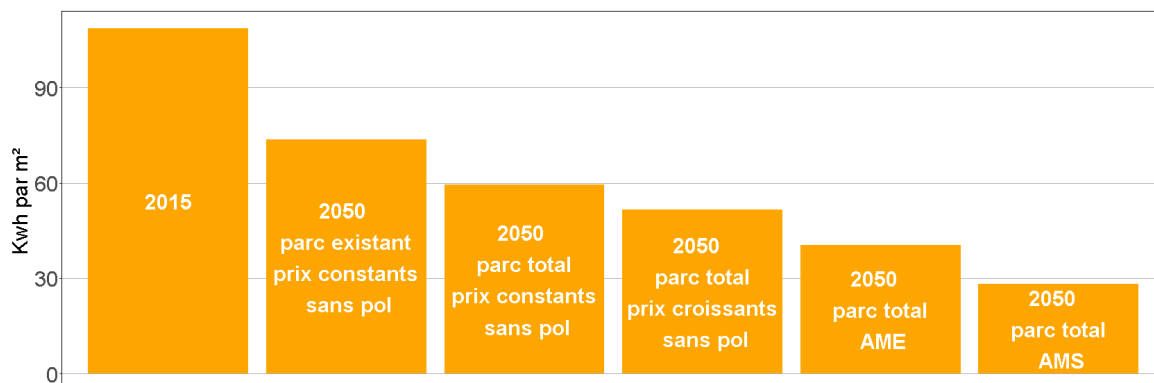 Kwh par m²
90
60
30
0
2015
2050
parc existant
prix constants
sans pol
2050
parc total
prix constants
sans pol
2050
parc total
prix croissants
sans pol
2050
parc total
AME
2050
parc total
AMS